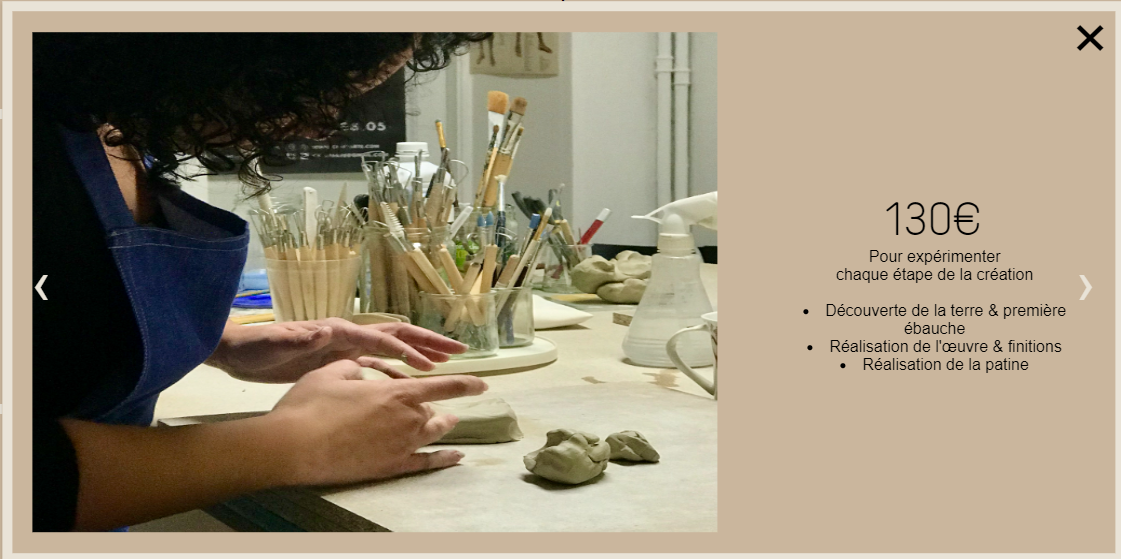 130€
Pour expérimenter
chaque étape de la création
• Découverte de la terre & première
ébauche
• Réalisation de l'œuvre & finitions
• Réalisation de la patine